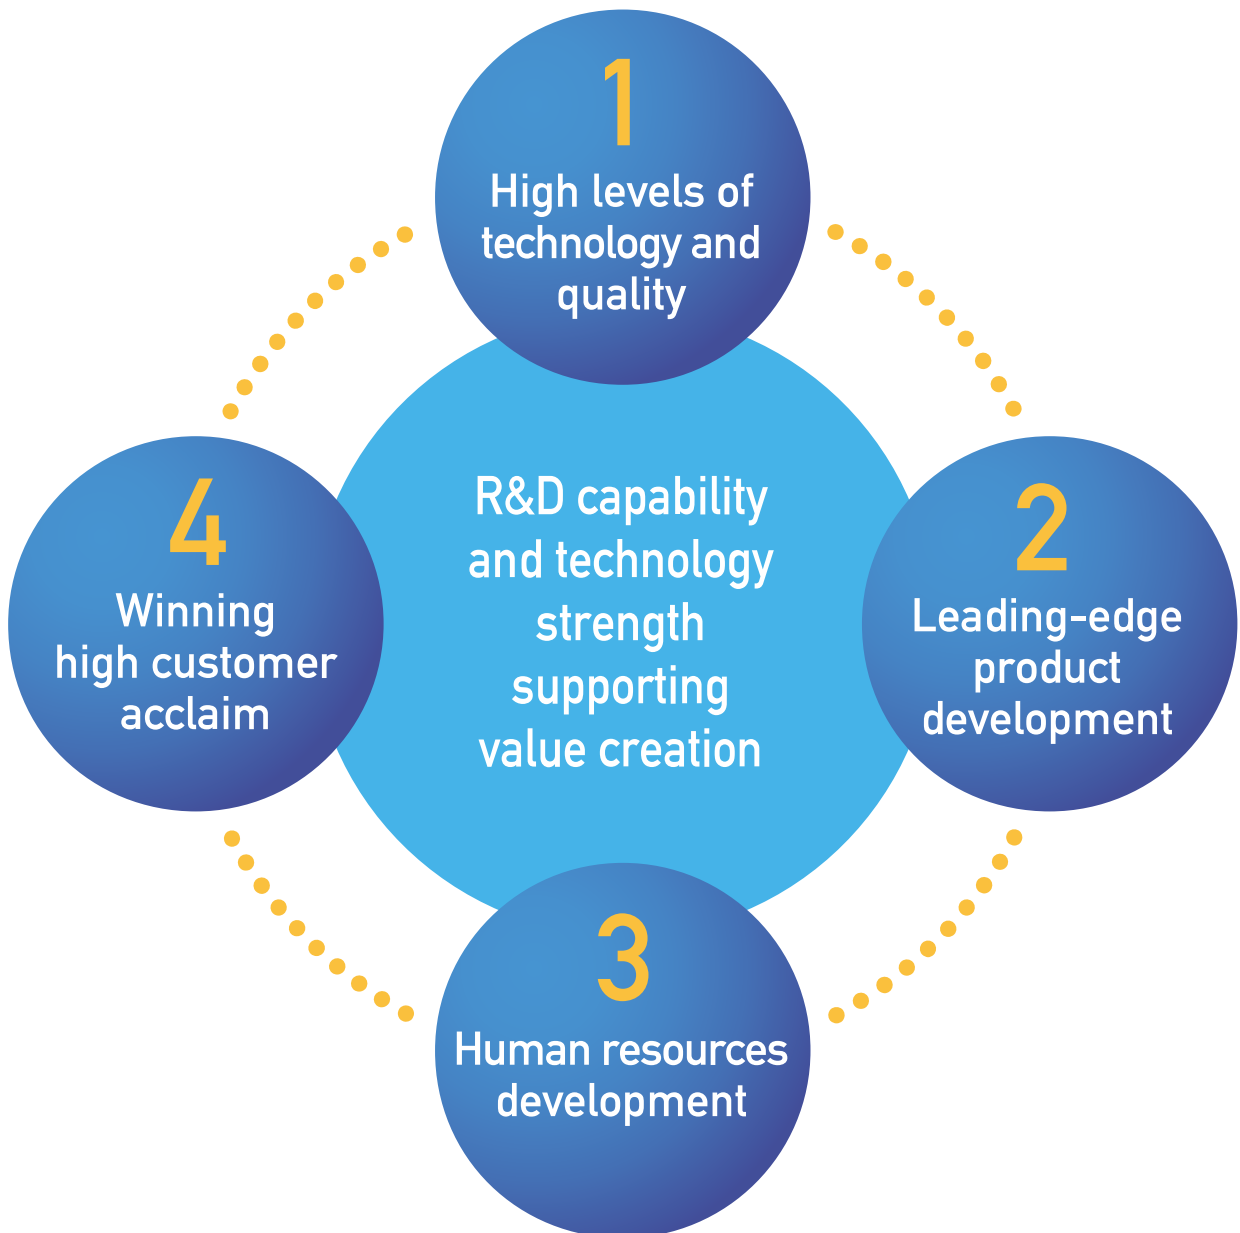 1
High levels of
technology and
quality
R&D capability
and technology
strength
supporting
value creation
2
Leading-edge
product
development
3
Human resources
development
4
Winning
high customer
acclaim